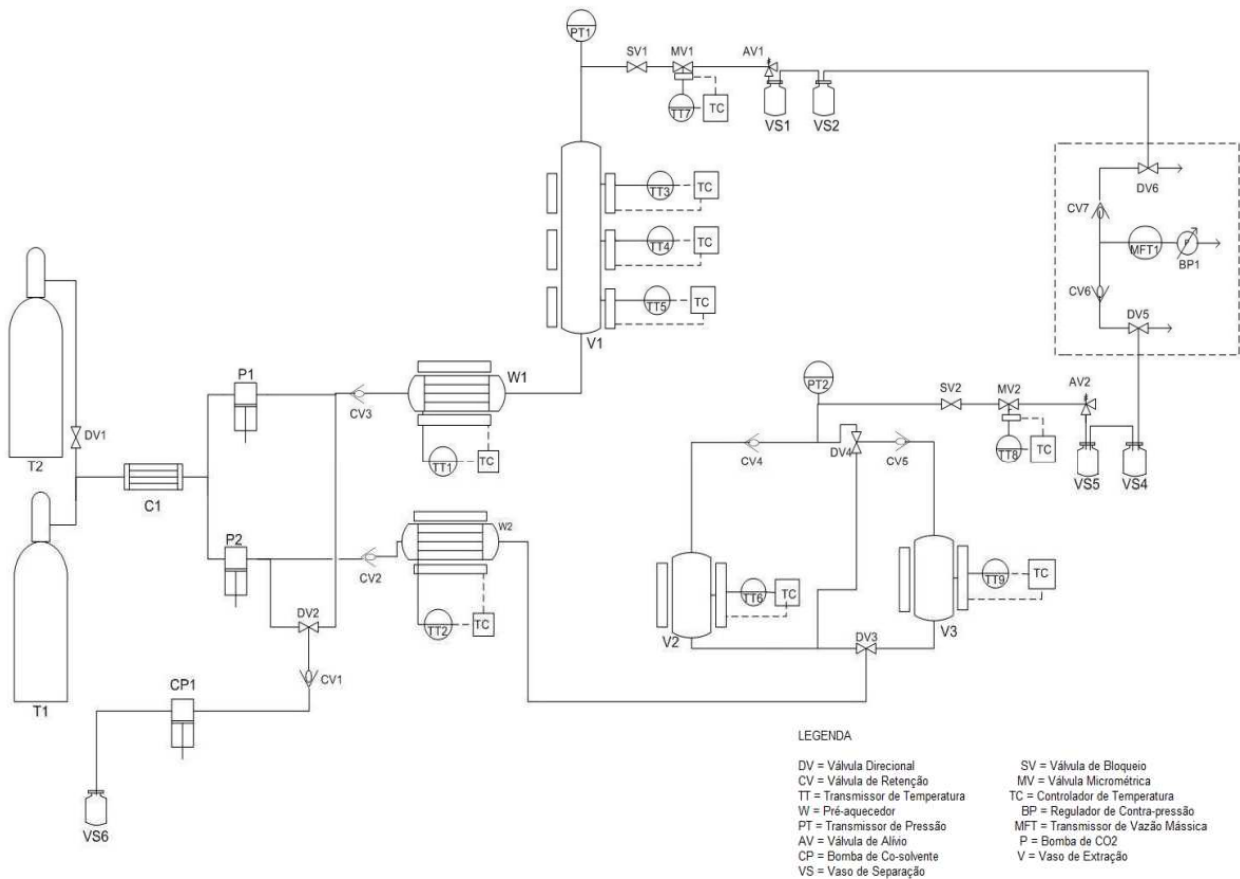 PT1
SV1 MV1 AV1
TT7 TC
VS1 VS2
TT3 TC
DV6
CV7
TT4 TC
MFT1
BP1
CV6
TT5 TC
DV5
V1
P1
W1
PT2
SV2 MV2 AV2
CV3
DV1
CV4 DV4 CV5
TT8 TC
T2
TT1 TC
VS5 VS4
C1
W2
P2
CV2
TT6 TC
TT9 TC
DV2
TT2 TC
V2 DV3 V3
CV1
CP1
T1
VS6
LEGENDA
DV = Válvula Direcional
CV = Válvula de Retenção
TT = Transmissor de Temperatura
W = Pré-aquecedor
PT = Transmissor de Pressão
AV = Válvula de Alívio
CP = Bomba de Co-solvente
VS = Vaso de Separação
SV = Válvula de Bloqueio
MV = Válvula Micrométrica
TC = Controlador de Temperatura
BP = Regulador de Contra-pressão
MFT = Transmissor de Vazão Mássica
P = Bomba de CO2
V = Vaso de Extração